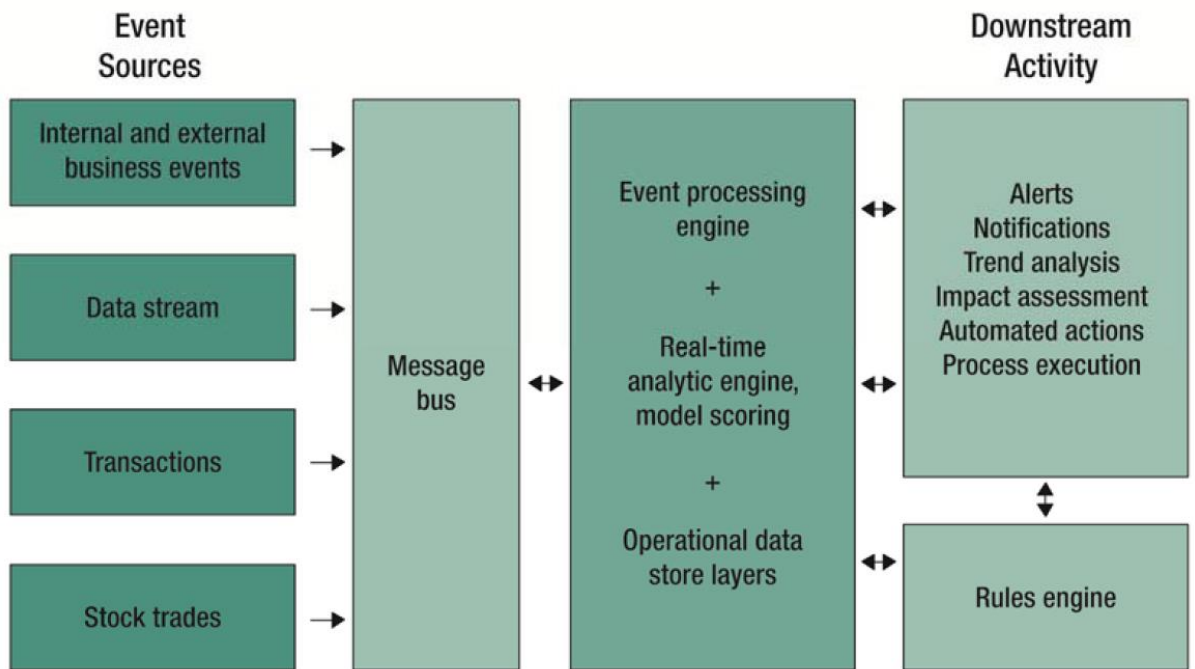 Event
Sources
Downstream
Activity
Internal and external
business events
Data stream
Transactions
Stock trades
Message
bus
Event processing
engine
+
Real-time
analytic engine,
model scoring
+
Operational data
store layers
Alerts
Notifications
Trend analysis
Impact assessment
Automated actions
Process execution
Rules engine